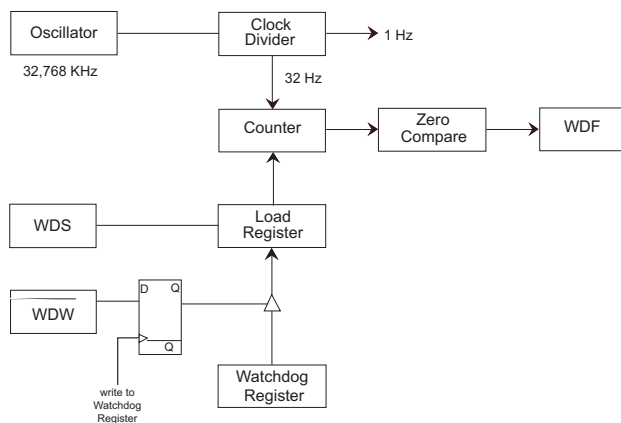 Oscillator
Clock
Divider
1 Hz
32,768 KHz
32 Hz
Counter
Zero
Compare
WDF
WDS
Load
Register
WDW
D
Q
Q
write to
Watchdog
Register
Watchdog
Register